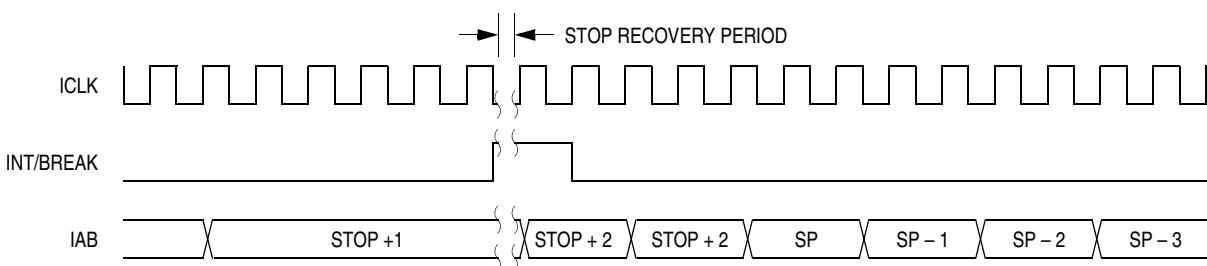 STOP RECOVERY PERIOD
ICLK
INT/BREAK
IAB STOP +1 STOP + 2 STOP + 2 SP SP – 1 SP – 2 SP – 3